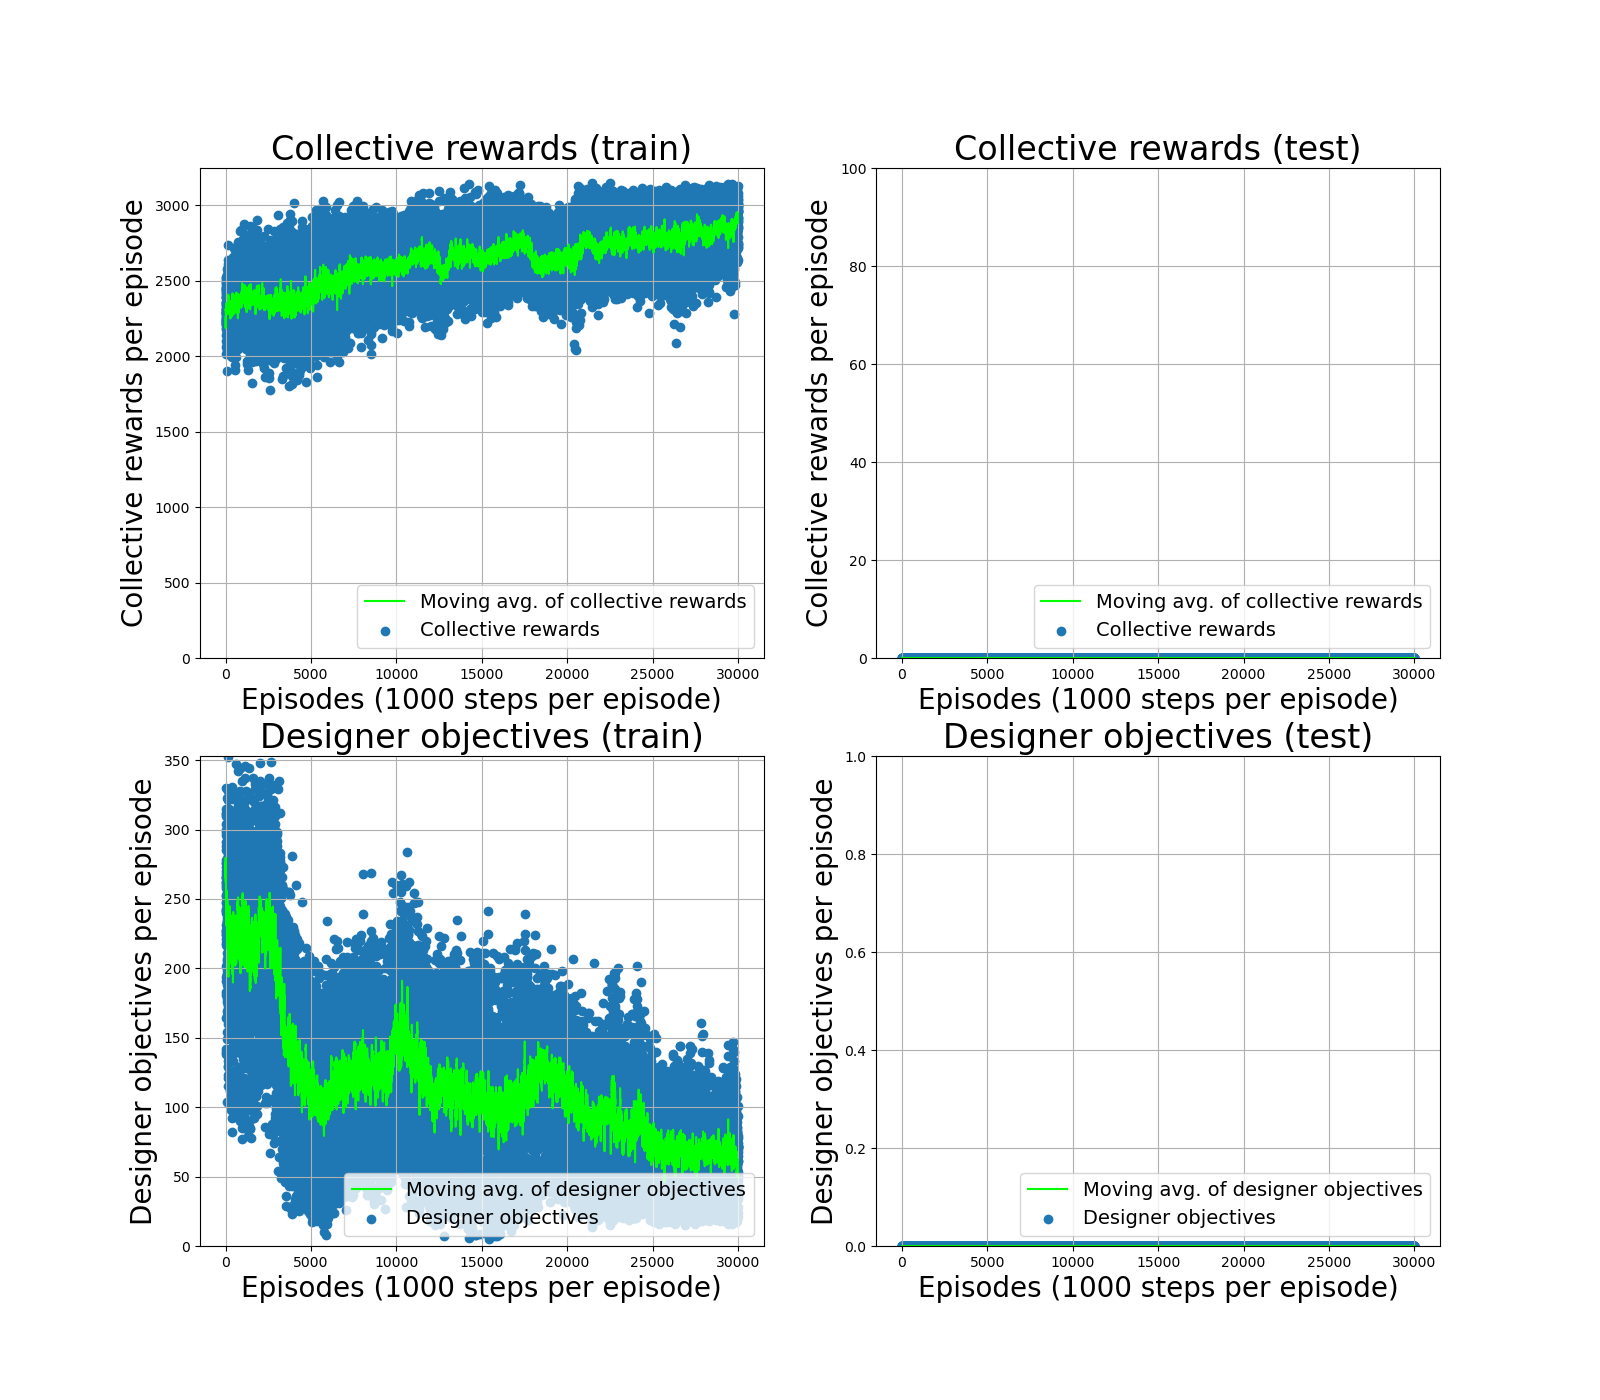 Collective rewards (train)
Collective rewards per episode
3000
2500
2000
1500
1000
500
0
0 5000 10000 15000 20000 25000 30000
Episodes (1000 steps per episode)
Moving avg. of collective rewards
Collective rewards
Collective rewards (test)
Collective rewards per episode
100
80
60
40
20
0
0 5000 10000 15000 20000 25000 30000
Episodes (1000 steps per episode)
Moving avg. of collective rewards
Collective rewards
Designer objectives (train)
Designer objectives per episode
350
300
250
200
150
100
50
0
0 5000 10000 15000 20000 25000 30000
Episodes (1000 steps per episode)
Moving avg. of designer objectives
Designer objectives
Designer objectives (test)
Designer objectives per episode
1.0
0.8
0.6
0.4
0.2
0.0
0 5000 10000 15000 20000 25000 30000
Episodes (1000 steps per episode)
Moving avg. of designer objectives
Designer objectives